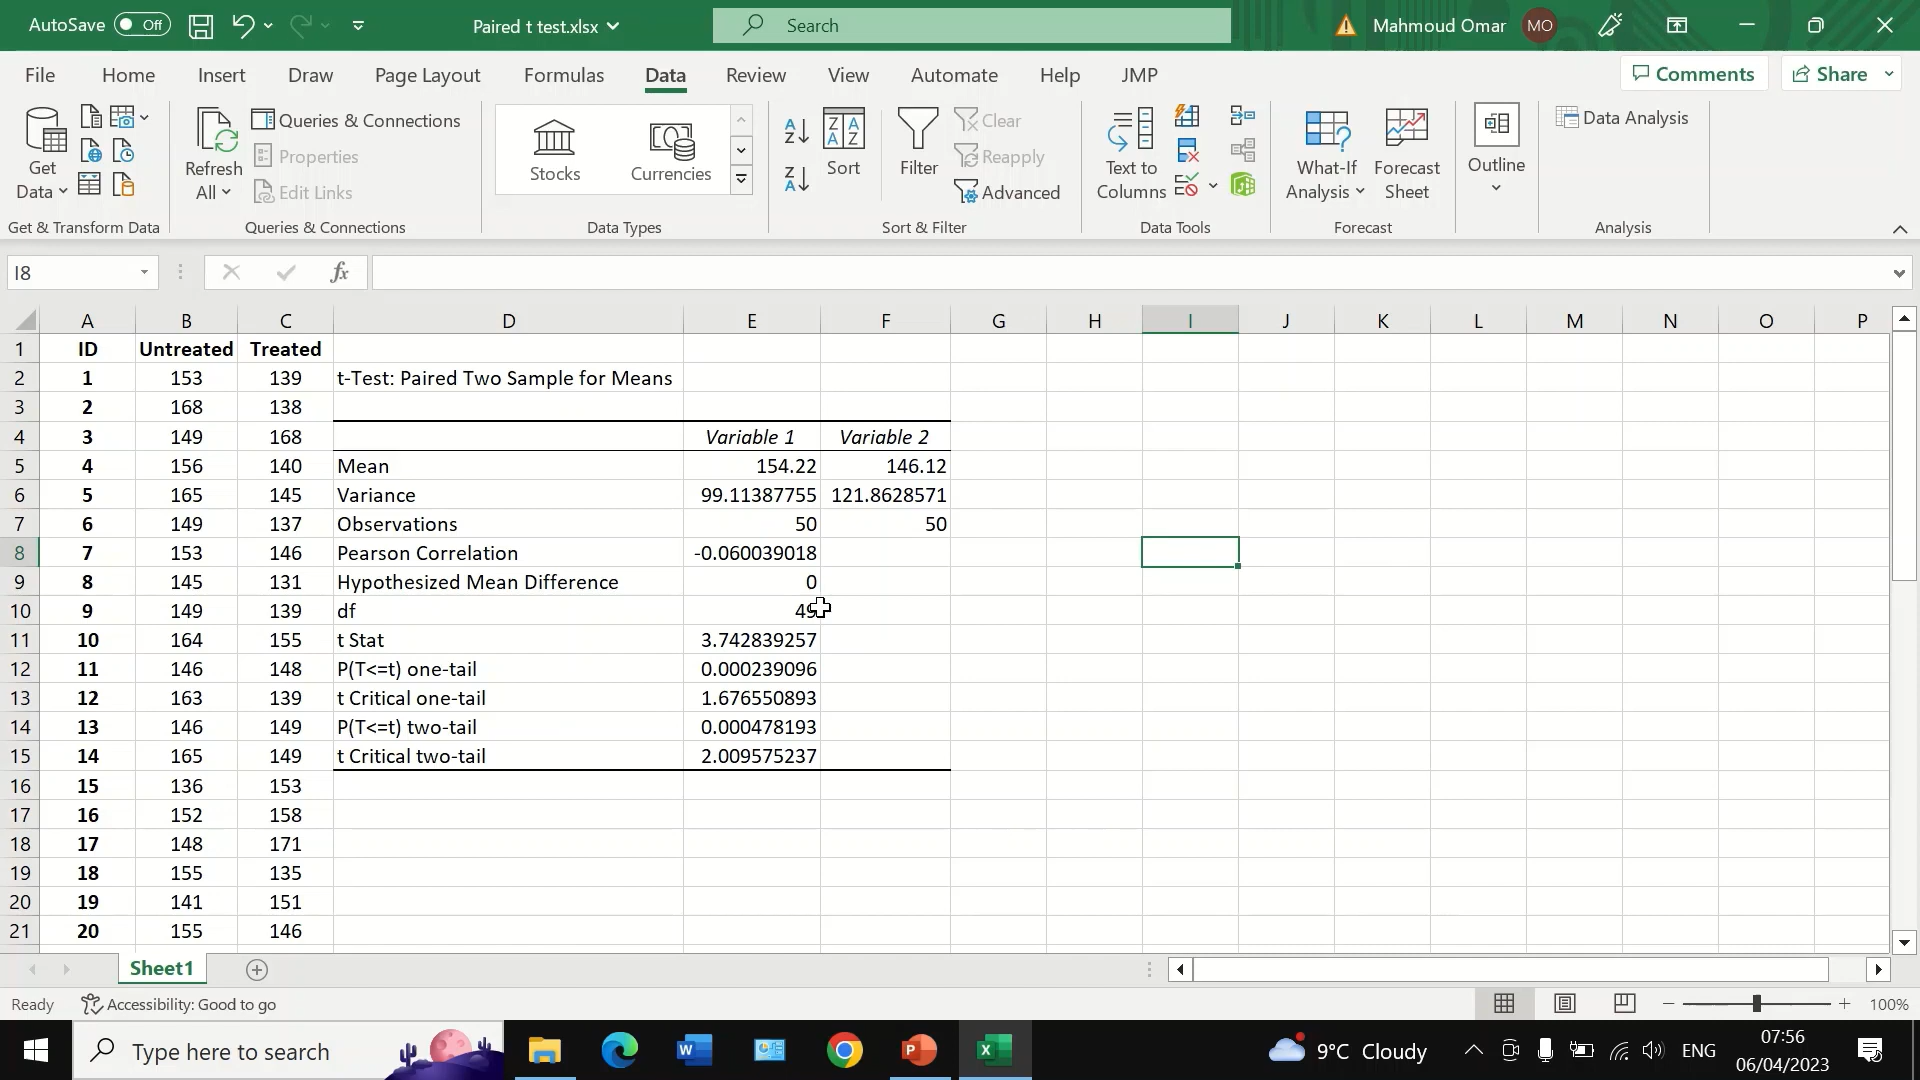 AutoSave Off Paired t test.xlsx Search Mahmoud Omar MO
File Home Insert Draw Page Layout Formulas Data Review View Automate Help JMP Comments Share
Get Data
Refresh All
Queries & Connections
Properties
Edit Links
Stocks
Currencies
Sort
Filter
Clear
Reapply
Advanced
Text to Columns
What-If Analysis
Forecast Sheet
Outline
Data Analysis
Get & Transform Data Queries & Connections Data Types Sort & Filter Data Tools Forecast Analysis
I8 fx
A B C D E F G H I J K L M N O P
1 ID Untreated Treated
2 1 153 139 t-Test: Paired Two Sample for Means
3 2 168 138
4 3 149 168 Variable 1 Variable 2
5 4 156 140 Mean 154.22 146.12
6 5 165 145 Variance 99.11387755 121.8628571
7 6 149 137 Observations 50 50
8 7 153 146 Pearson Correlation -0.060039018
9 8 145 131 Hypothesized Mean Difference 0
10 9 149 139 df 49
11 10 164 155 t Stat 3.742839257
12 11 146 148 P(T<=t) one-tail 0.000239096
13 12 163 139 t Critical one-tail 1.676550893
14 13 146 149 P(T<=t) two-tail 0.000478193
15 14 165 149 t Critical two-tail 2.009575237
16 15 136 153
17 16 152 158
18 17 148 171
19 18 155 135
20 19 141 151
21 20 155 146
Sheet1
Ready Accessibility: Good to go 100%
Type here to search 9°C Cloudy ENG 07:56
06/04/2023